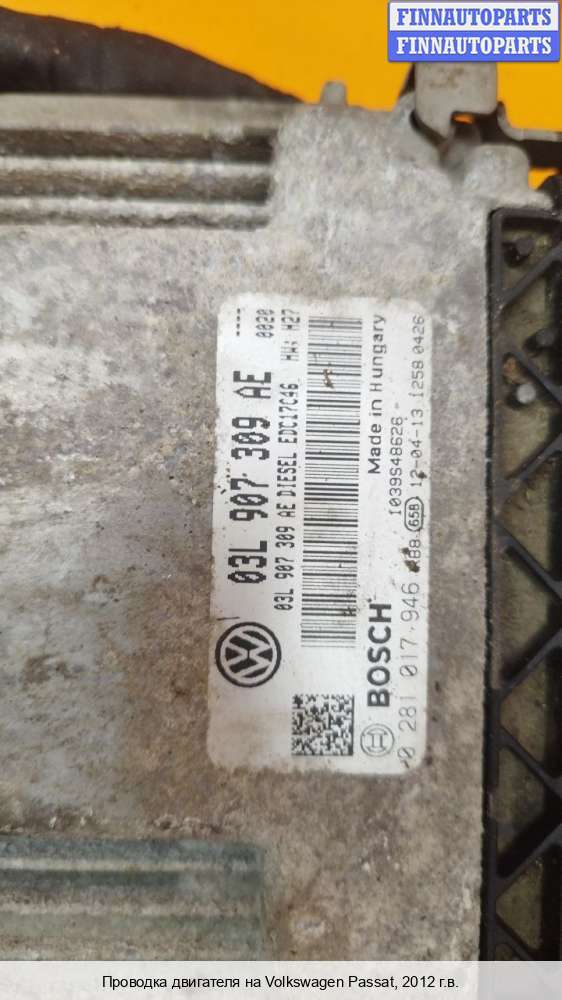 FINNAUTOPARTS
FINNAUTOPARTS
---- 0020
03L 907 309 AE
03L 907 309 AE DIESEL EDC17C46 HW: H27
Made in Hungary
1039S48626-
BOSCH 658 12-04-13 1258 0426
0 281 017 946
Проводка двигателя на Volkswagen Passat, 2012 г.в.